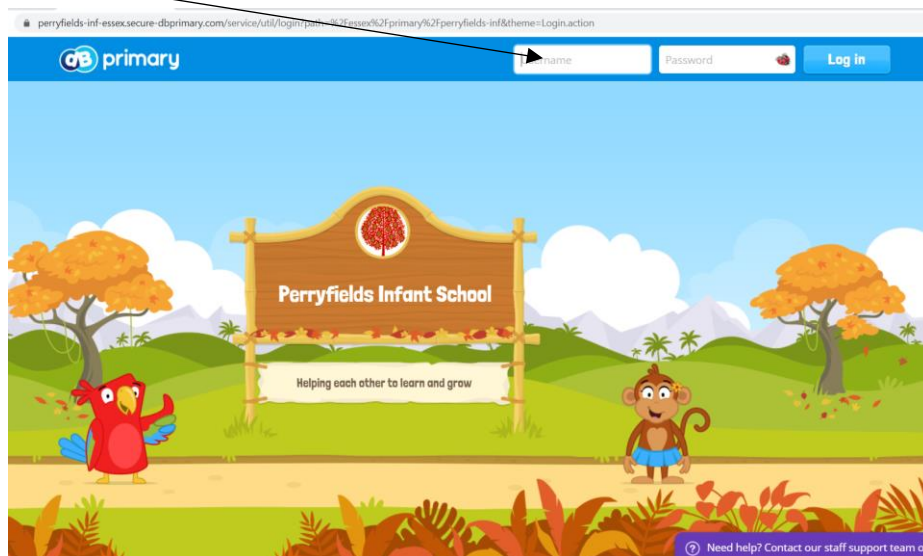 perryfields-inf-essex.secure-dbprimary.com/service/util/login?path=%2Fessex%2Fprimary%2Fperryfields-inf&theme=Login.action
dB primary
Username
Password
Log in
Perryfields Infant School
Helping each other to learn and grow
Need help? Contact our staff support team